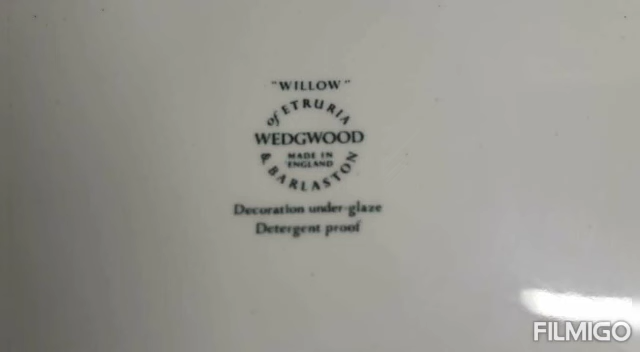 "WILLOW"
of ETRURIA
WEDGWOOD
MADE IN
ENGLAND
& BARLASTON
Decoration under-glaze
Detergent proof
FILMIGO